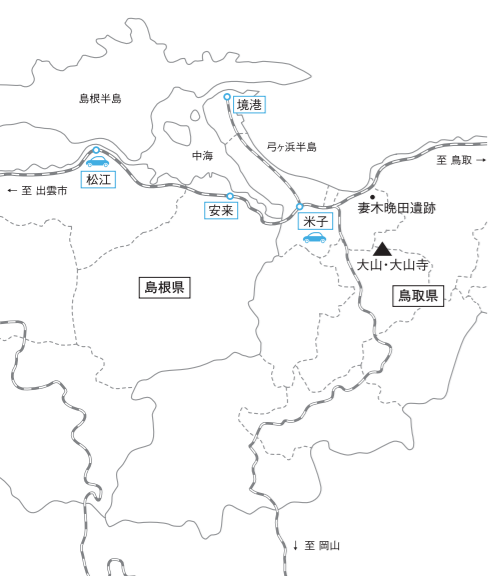 島根半島
境港
弓ヶ浜半島
中海
至 鳥取 →
松江
← 至 出雲市
安来
米子
妻木晩田遺跡
大山・大山寺
島根県
鳥取県
↓ 至 岡山